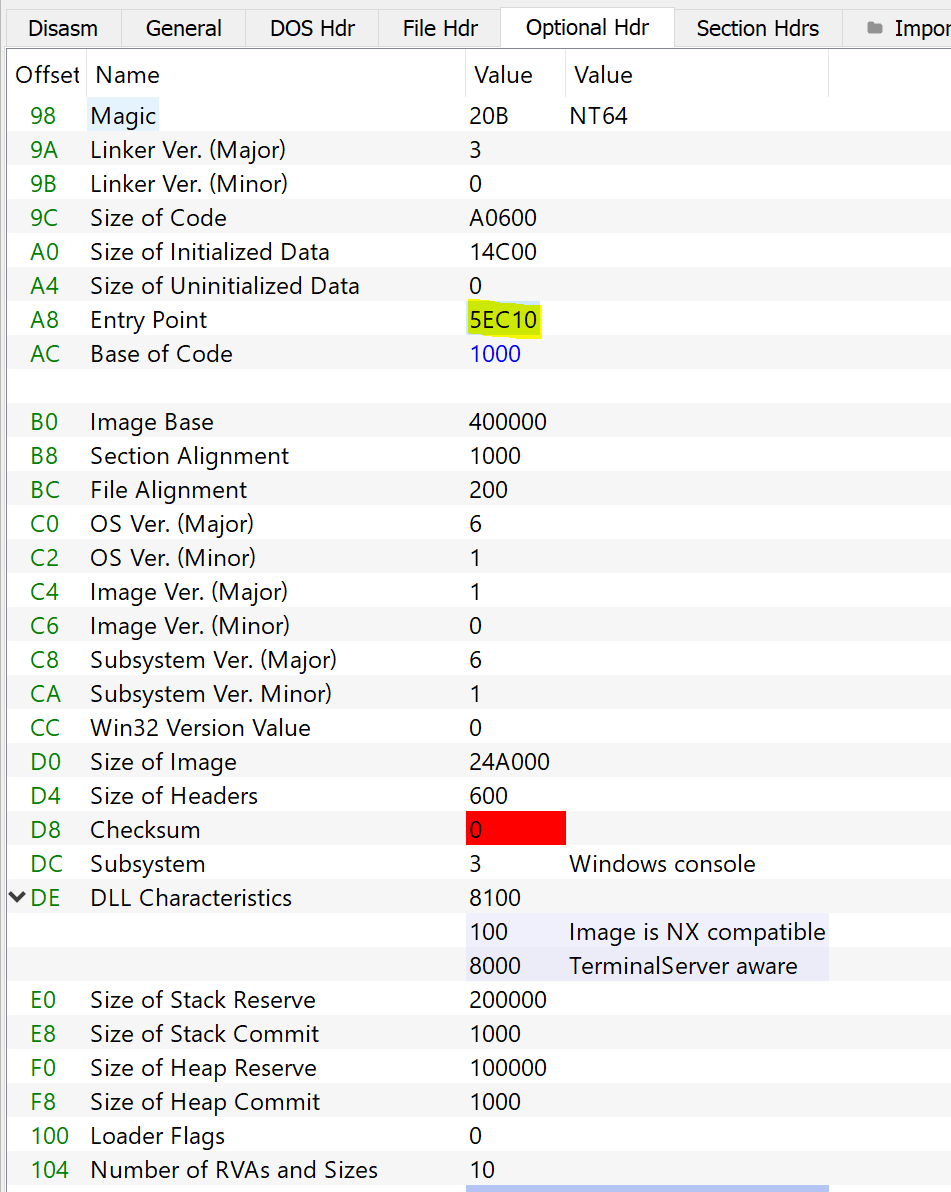 Disasm General DOS Hdr File Hdr Optional Hdr Section Hdrs Impor
Offset Name Value Value
98 Magic 20B NT64
9A Linker Ver. (Major) 3
9B Linker Ver. (Minor) 0
9C Size of Code A0600
A0 Size of Initialized Data 14C00
A4 Size of Uninitialized Data 0
A8 Entry Point 5EC10
AC Base of Code 1000
B0 Image Base 400000
B8 Section Alignment 1000
BC File Alignment 200
C0 OS Ver. (Major) 6
C2 OS Ver. (Minor) 1
C4 Image Ver. (Major) 1
C6 Image Ver. (Minor) 0
C8 Subsystem Ver. (Major) 6
CA Subsystem Ver. Minor) 1
CC Win32 Version Value 0
D0 Size of Image 24A000
D4 Size of Headers 600
D8 Checksum 0
DC Subsystem 3 Windows console
DE DLL Characteristics 8100
100 Image is NX compatible
8000 TerminalServer aware
E0 Size of Stack Reserve 200000
E8 Size of Stack Commit 1000
F0 Size of Heap Reserve 100000
F8 Size of Heap Commit 1000
100 Loader Flags 0
104 Number of RVAs and Sizes 10